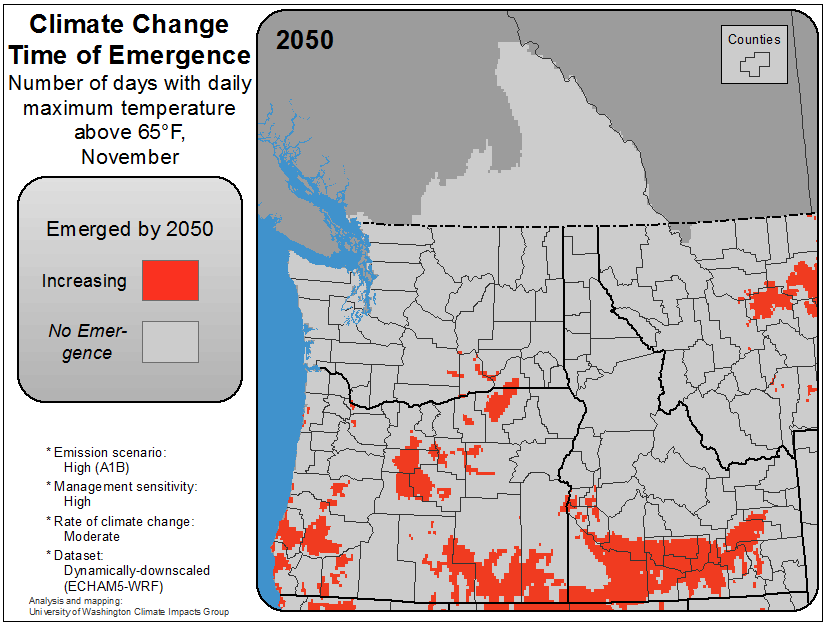 Climate Change
Time of Emergence
Number of days with daily
maximum temperature
above 65°F,
November
Emerged by 2050
Increasing
No Emer-
gence
* Emission scenario:
High (A1B)
* Management sensitivity:
High
* Rate of climate change:
Moderate
* Dataset:
Dynamically-downscaled
(ECHAM5-WRF)
Analysis and mapping:
University of Washington Climate Impacts Group
2050
Counties